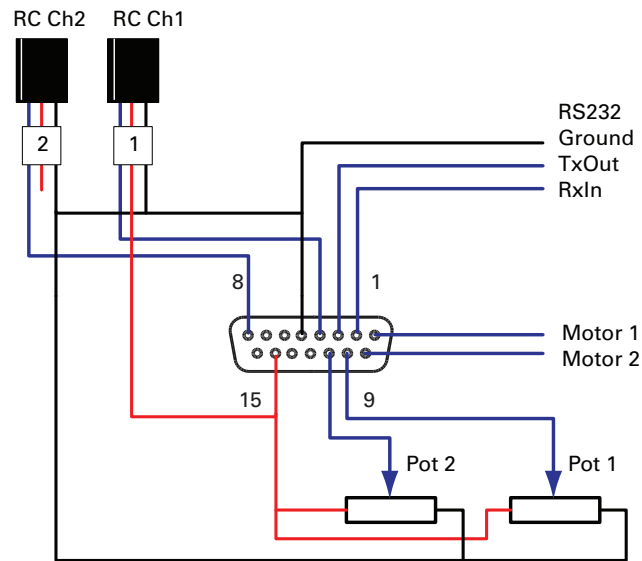 RC Ch2
RC Ch1
2
1
RS232
Ground
TxOut
RxIn
8
1
Motor 1
Motor 2
15
9
Pot 2
Pot 1